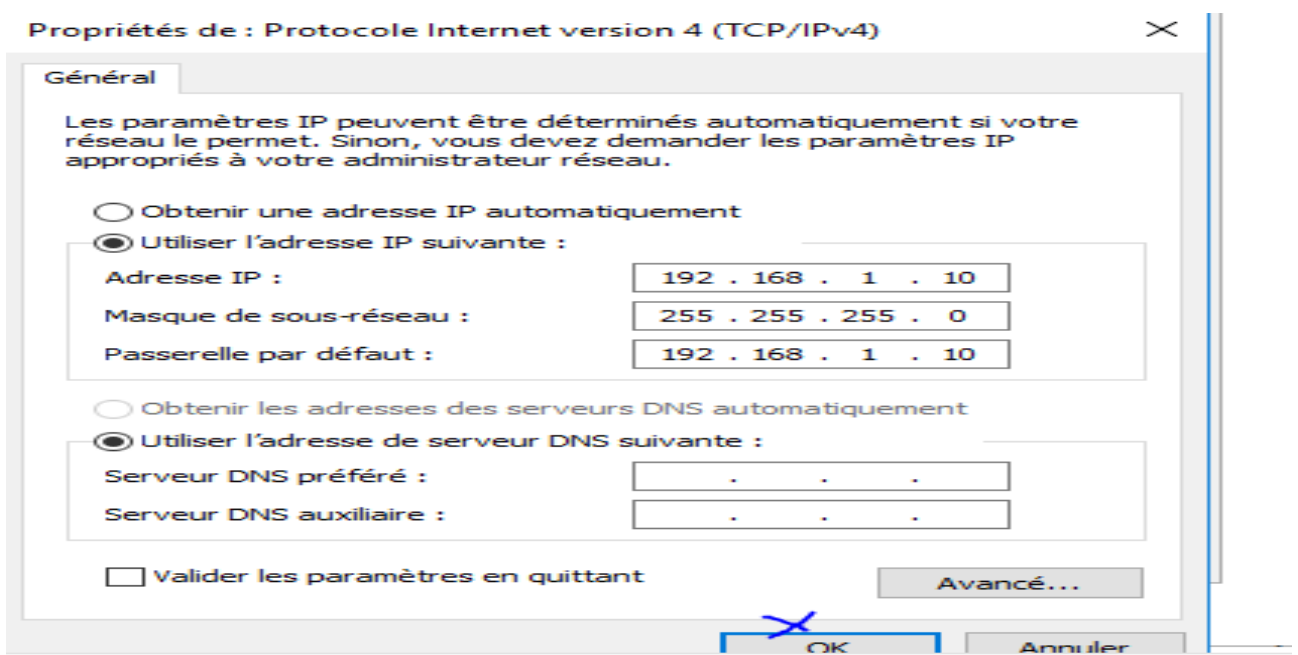 Propriétés de : Protocole Internet version 4 (TCP/IPv4)
Général
Les paramètres IP peuvent être déterminés automatiquement si votre
réseau le permet. Sinon, vous devez demander les paramètres IP
appropriés à votre administrateur réseau.
Obtenir une adresse IP automatiquement
Utiliser l'adresse IP suivante :
Adresse IP : 192 . 168 . 1 . 10
Masque de sous-réseau : 255 . 255 . 255 . 0
Passerelle par défaut : 192 . 168 . 1 . 10
Obtenir les adresses des serveurs DNS automatiquement
Utiliser l'adresse de serveur DNS suivante :
Serveur DNS préféré : . . .
Serveur DNS auxiliaire : . . .
Valider les paramètres en quittant
Avancé...
OK Annuler